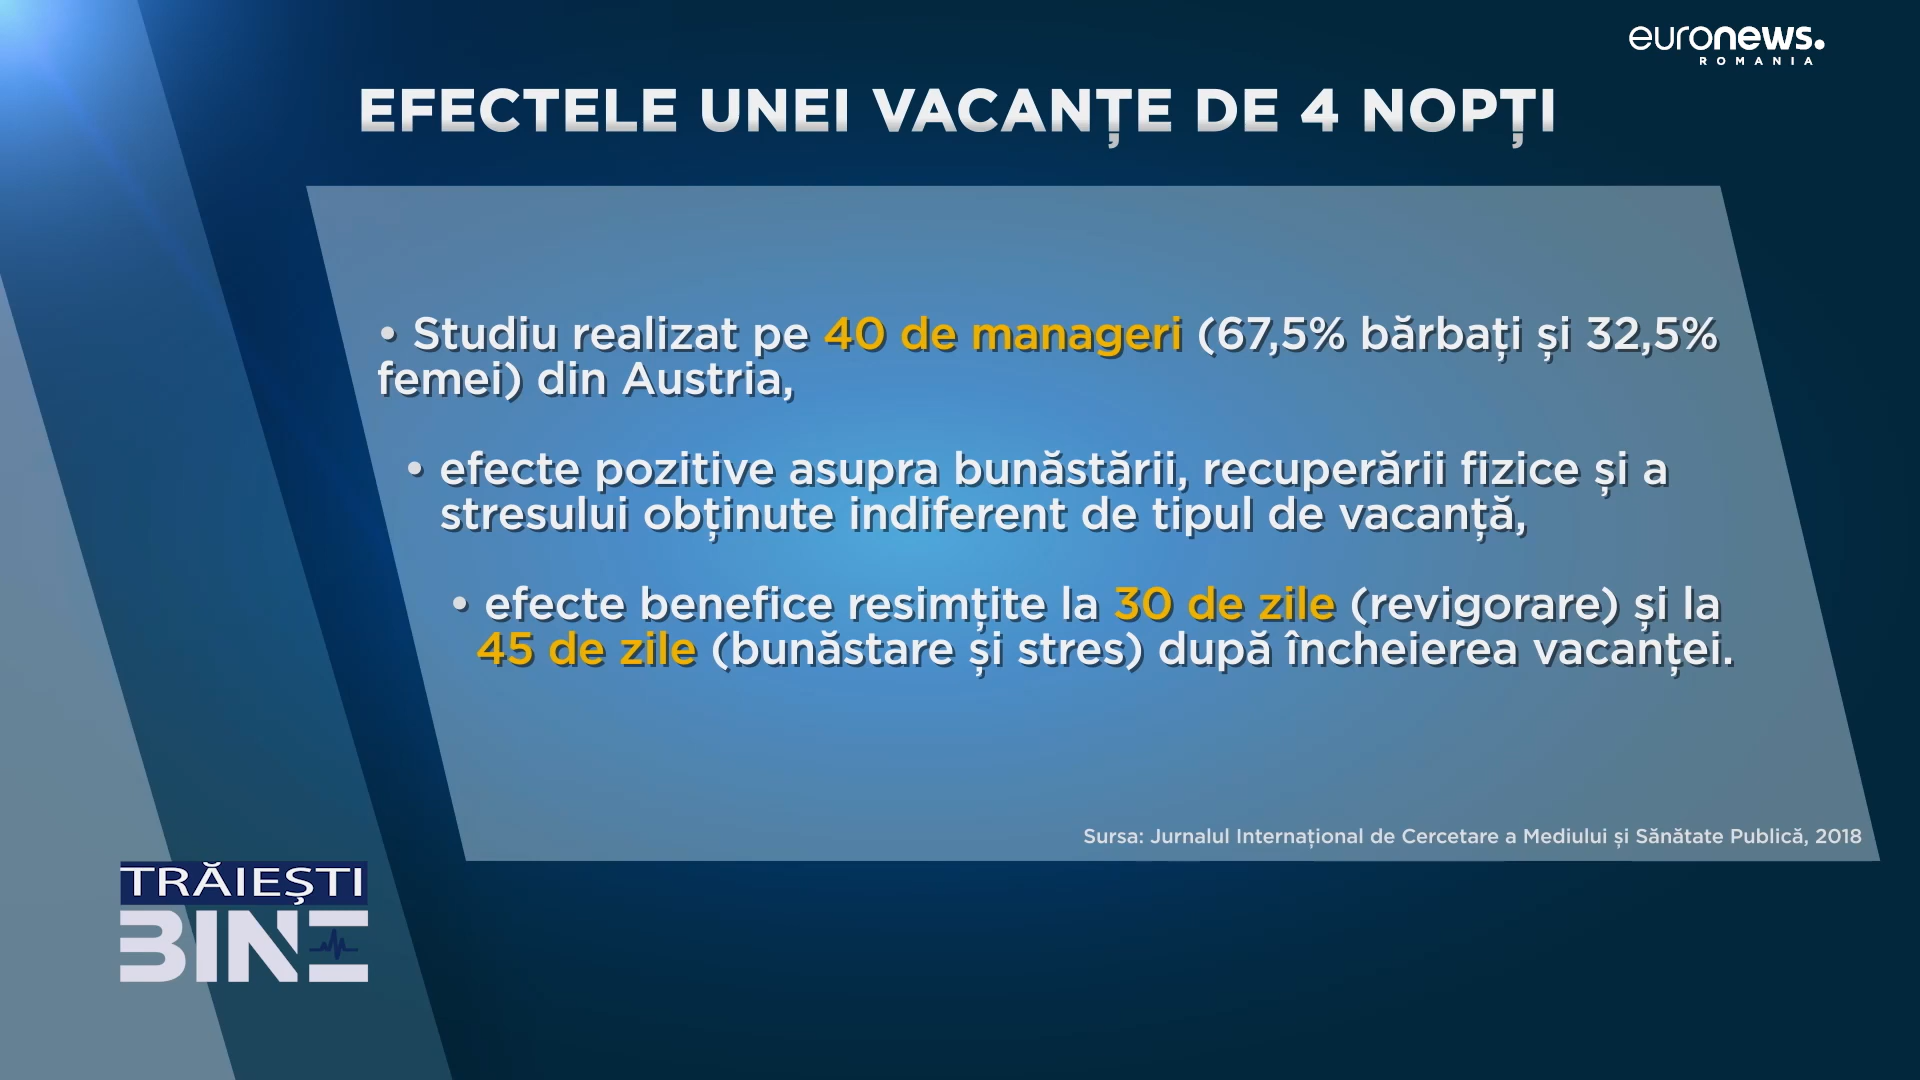 euronews.
ROMANIA
EFECTELE UNEI VACANȚE DE 4 NOPȚI
• Studiu realizat pe 40 de manageri (67,5% bărbați și 32,5%
femei) din Austria,
• efecte pozitive asupra bunăstării, recuperării fizice și a
stresului obținute indiferent de tipul de vacanță,
• efecte benefice resimțite la 30 de zile (revigorare) și la
45 de zile (bunăstare și stres) după încheierea vacanței.
Sursa: Jurnalul Internațional de Cercetare a Mediului și Sănătate Publică, 2018
TRĂIEŞTI
BINE